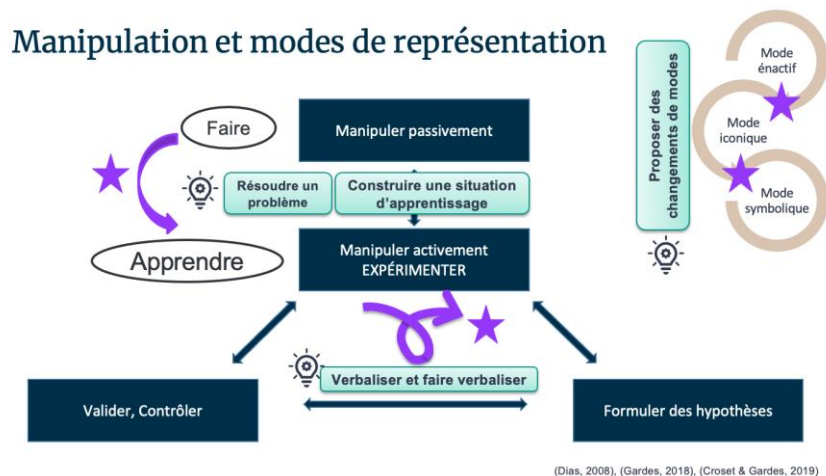 Manipulation et modes de représentation
Faire
Manipuler passivement
Résoudre un
problème
Construire une situation
d'apprentissage
Apprendre
Manipuler activement
EXPÉRIMENTER
Verbaliser et faire verbaliser
Valider, Contrôler
Formuler des hypothèses
Proposer des
changements de modes
Mode
énactif
Mode
iconique
Mode
symbolique
(Dias, 2008), (Gardes, 2018), (Croset & Gardes, 2019)